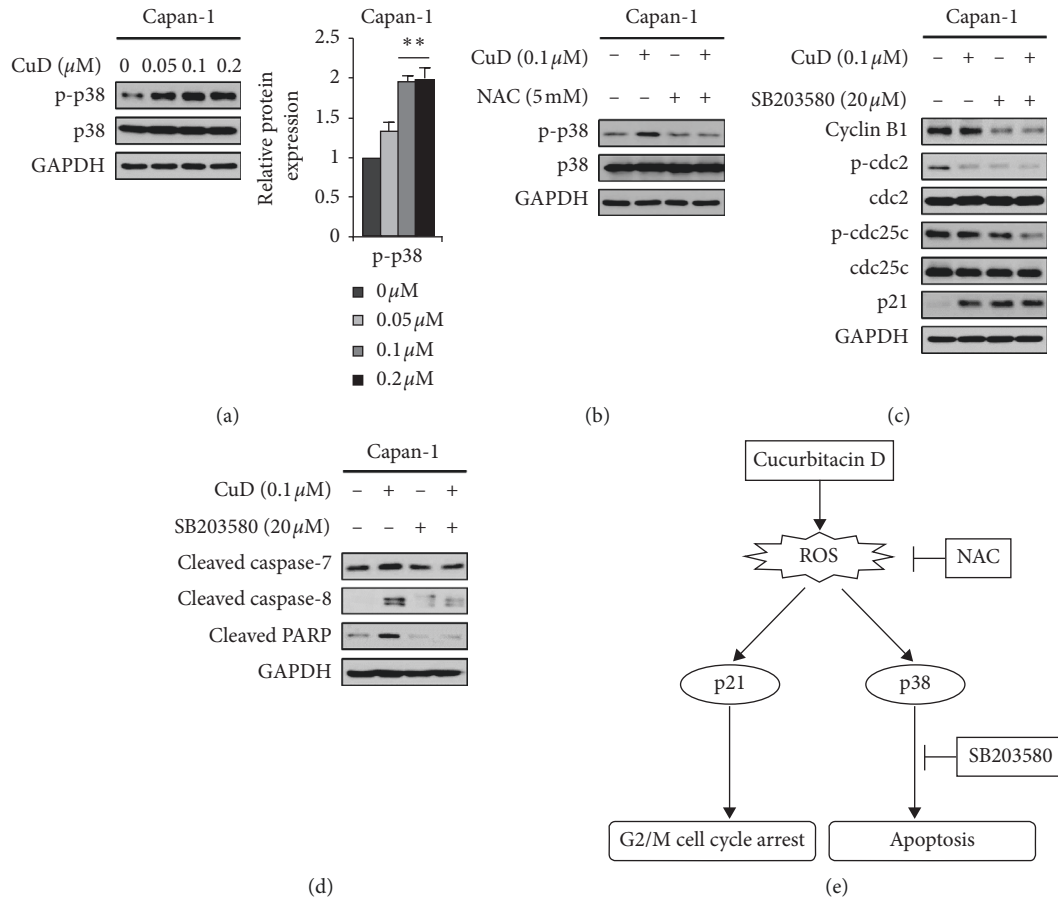 Capan-1
CuD (µM) 0 0.05 0.1 0.2
p-p38
p38
GAPDH
Capan-1
Relative protein
expression
2.5
2
1.5
1
0.5
0
**
p-p38
0 µM
0.05 µM
0.1 µM
0.2 µM
(a)
Capan-1
CuD (0.1 µM) – + – +
NAC (5 mM) – – + +
p-p38
p38
GAPDH
(b)
Capan-1
CuD (0.1 µM) – + – +
SB203580 (20 µM) – – + +
Cyclin B1
p-cdc2
cdc2
p-cdc25c
cdc25c
p21
GAPDH
(c)
Capan-1
CuD (0.1 µM) – + – +
SB203580 (20 µM) – – + +
Cleaved caspase-7
Cleaved caspase-8
Cleaved PARP
GAPDH
(d)
Cucurbitacin D
ROS
NAC
p21
p38
SB203580
G2/M cell cycle arrest
Apoptosis
(e)